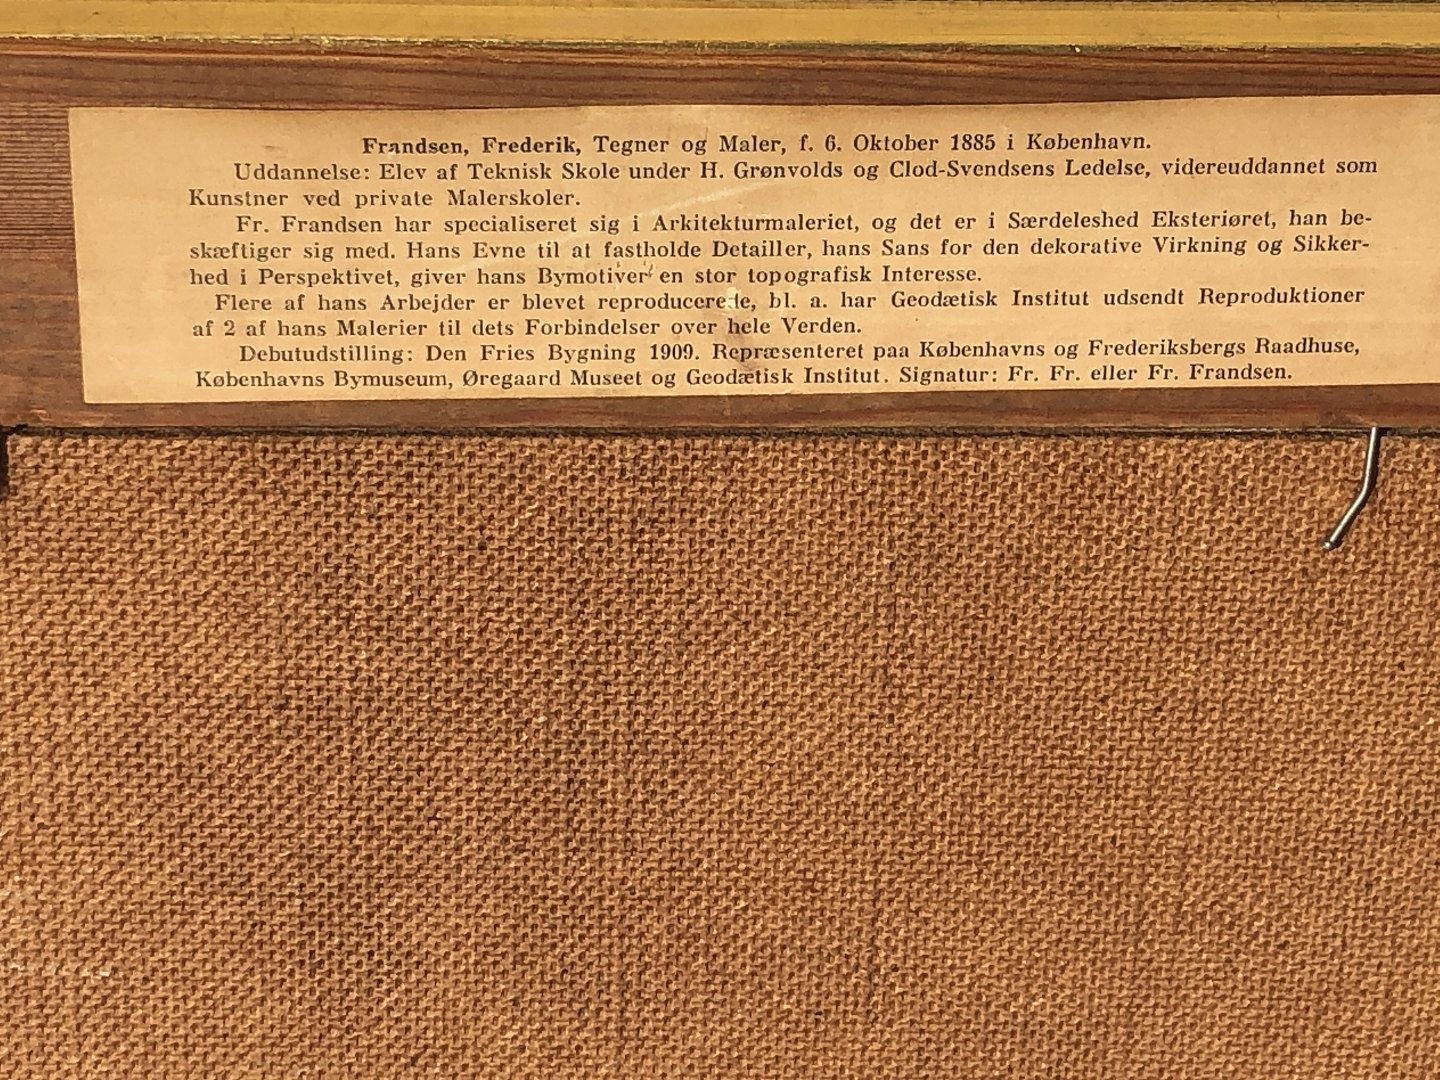 Frandsen, Frederik, Tegner og Maler, f. 6. Oktober 1885 i København.
Uddannelse: Elev af Teknisk Skole under H. Grønvolds og Clod-Svendsens Ledelse, videreuddannet som
Kunstner ved private Malerskoler.
Fr. Frandsen har specialiseret sig i Arkitekturmaleriet, og det er i Særdeleshed Eksteriøret, han be-
skæftiger sig med. Hans Evne til at fastholde Detailler, hans Sans for den dekorative Virkning og Sikker-
hed i Perspektivet, giver hans Bymotiver en stor topografisk Interesse.
Flere af hans Arbejder er blevet reproducerede, bl. a. har Geodætisk Institut udsendt Reproduktioner
af 2 af hans Malerier til dets Forbindelser over hele Verden.
Debutudstilling: Den Fries Bygning 1909. Repræsenteret paa Københavns og Frederiksbergs Raadhuse,
Københavns Bymuseum, Øregaard Museet og Geodætisk Institut. Signatur: Fr. Fr. eller Fr. Frandsen.